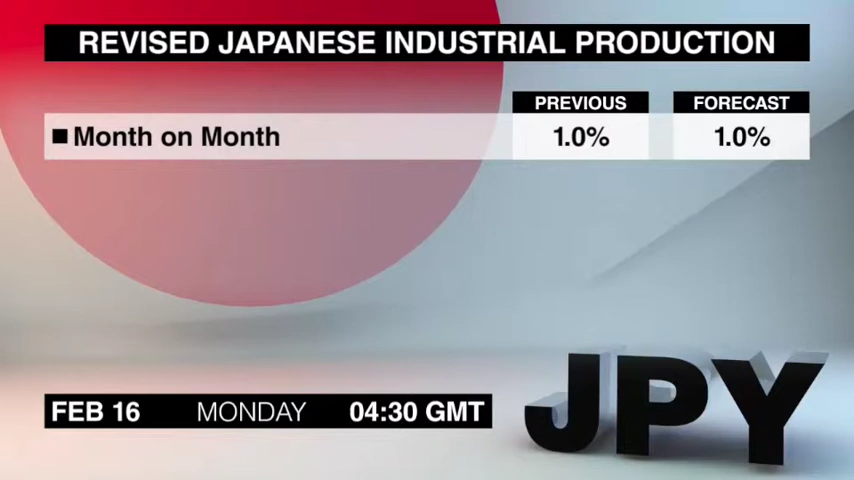 REVISED JAPANESE INDUSTRIAL PRODUCTION
PREVIOUS FORECAST
■ Month on Month 1.0% 1.0%
FEB 16 MONDAY 04:30 GMT
JPY